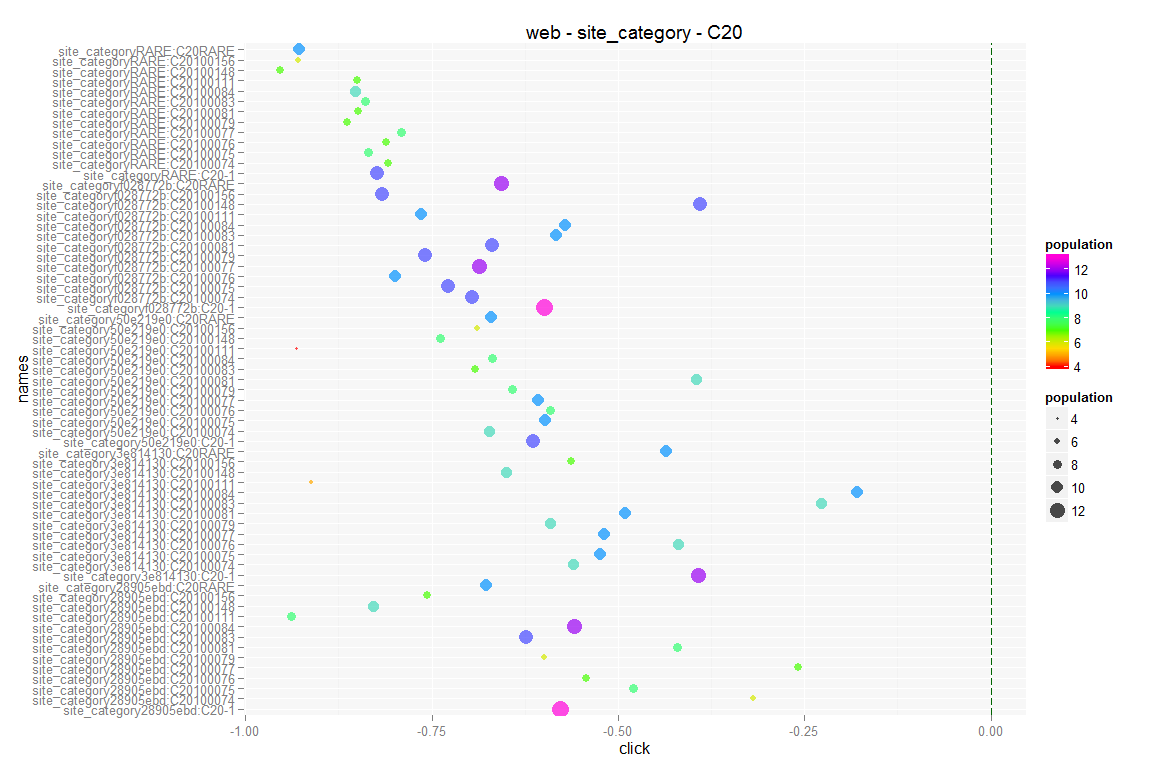 web - site_category - C20
site_categoryRARE:C20RARE
site_categoryRARE:C20100156
site_categoryRARE:C20100148
site_categoryRARE:C20100111
site_categoryRARE:C20100084
site_categoryRARE:C20100083
site_categoryRARE:C20100081
site_categoryRARE:C20100079
site_categoryRARE:C20100077
site_categoryRARE:C20100076
site_categoryRARE:C20100075
site_categoryRARE:C20100074
site_categoryRARE:C20-1
site_categoryf028772b:C20RARE
site_categoryf028772b:C20100156
site_categoryf028772b:C20100148
site_categoryf028772b:C20100111
site_categoryf028772b:C20100084
site_categoryf028772b:C20100083
site_categoryf028772b:C20100081
site_categoryf028772b:C20100079
site_categoryf028772b:C20100077
site_categoryf028772b:C20100076
site_categoryf028772b:C20100075
site_categoryf028772b:C20100074
site_categoryf028772b:C20-1
site_category50e219e0:C20RARE
site_category50e219e0:C20100156
site_category50e219e0:C20100148
site_category50e219e0:C20100111
site_category50e219e0:C20100084
site_category50e219e0:C20100083
site_category50e219e0:C20100081
site_category50e219e0:C20100079
site_category50e219e0:C20100077
site_category50e219e0:C20100076
site_category50e219e0:C20100075
site_category50e219e0:C20100074
site_category50e219e0:C20-1
site_category3e814130:C20RARE
site_category3e814130:C20100156
site_category3e814130:C20100148
site_category3e814130:C20100111
site_category3e814130:C20100084
site_category3e814130:C20100083
site_category3e814130:C20100081
site_category3e814130:C20100079
site_category3e814130:C20100077
site_category3e814130:C20100076
site_category3e814130:C20100075
site_category3e814130:C20100074
site_category3e814130:C20-1
site_category28905ebd:C20RARE
site_category28905ebd:C20100156
site_category28905ebd:C20100148
site_category28905ebd:C20100111
site_category28905ebd:C20100084
site_category28905ebd:C20100083
site_category28905ebd:C20100081
site_category28905ebd:C20100079
site_category28905ebd:C20100077
site_category28905ebd:C20100076
site_category28905ebd:C20100075
site_category28905ebd:C20100074
site_category28905ebd:C20-1
names
-1.00
-0.75
-0.50
-0.25
0.00
click
population
12
10
8
6
4
population
4
6
8
10
12